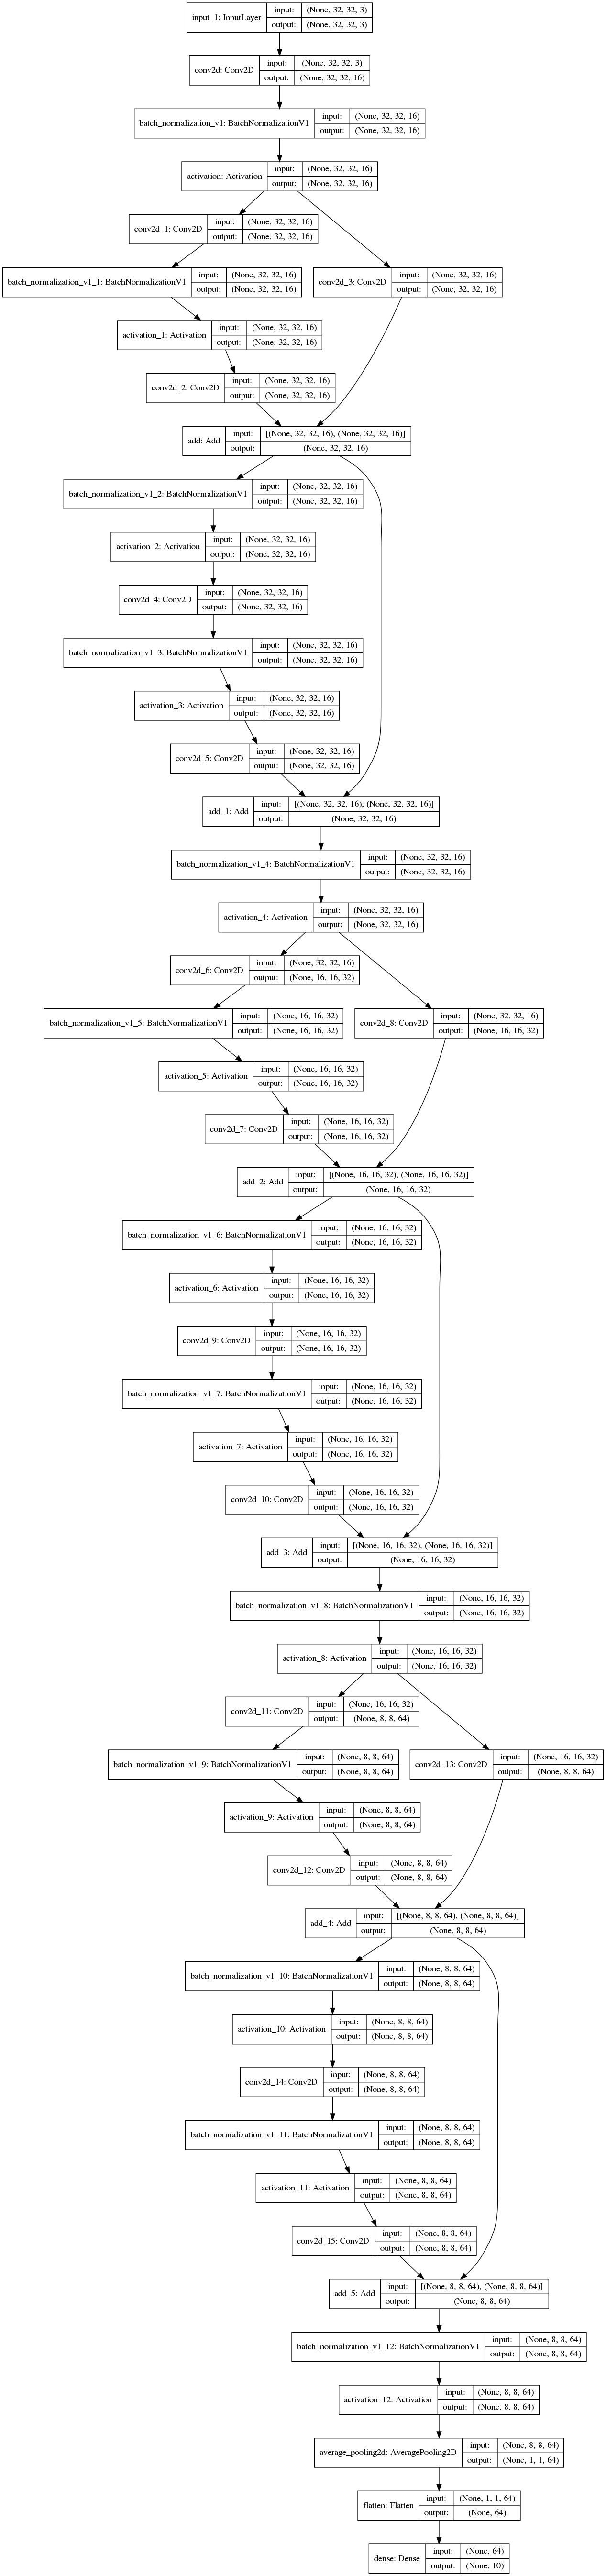 input_1: InputLayer input: (None, 32, 32, 3)
output: (None, 32, 32, 3)
conv2d: Conv2D input: (None, 32, 32, 3)
output: (None, 32, 32, 16)
batch_normalization_v1: BatchNormalizationV1 input: (None, 32, 32, 16)
output: (None, 32, 32, 16)
activation: Activation input: (None, 32, 32, 16)
output: (None, 32, 32, 16)
conv2d_1: Conv2D input: (None, 32, 32, 16)
output: (None, 32, 32, 16)
batch_normalization_v1_1: BatchNormalizationV1 input: (None, 32, 32, 16)
output: (None, 32, 32, 16)
conv2d_3: Conv2D input: (None, 32, 32, 16)
output: (None, 32, 32, 16)
activation_1: Activation input: (None, 32, 32, 16)
output: (None, 32, 32, 16)
conv2d_2: Conv2D input: (None, 32, 32, 16)
output: (None, 32, 32, 16)
add: Add input: [(None, 32, 32, 16), (None, 32, 32, 16)]
output: (None, 32, 32, 16)
batch_normalization_v1_2: BatchNormalizationV1 input: (None, 32, 32, 16)
output: (None, 32, 32, 16)
activation_2: Activation input: (None, 32, 32, 16)
output: (None, 32, 32, 16)
conv2d_4: Conv2D input: (None, 32, 32, 16)
output: (None, 32, 32, 16)
batch_normalization_v1_3: BatchNormalizationV1 input: (None, 32, 32, 16)
output: (None, 32, 32, 16)
activation_3: Activation input: (None, 32, 32, 16)
output: (None, 32, 32, 16)
conv2d_5: Conv2D input: (None, 32, 32, 16)
output: (None, 32, 32, 16)
add_1: Add input: [(None, 32, 32, 16), (None, 32, 32, 16)]
output: (None, 32, 32, 16)
batch_normalization_v1_4: BatchNormalizationV1 input: (None, 32, 32, 16)
output: (None, 32, 32, 16)
activation_4: Activation input: (None, 32, 32, 16)
output: (None, 32, 32, 16)
conv2d_6: Conv2D input: (None, 32, 32, 16)
output: (None, 16, 16, 32)
batch_normalization_v1_5: BatchNormalizationV1 input: (None, 16, 16, 32)
output: (None, 16, 16, 32)
conv2d_8: Conv2D input: (None, 32, 32, 16)
output: (None, 16, 16, 32)
activation_5: Activation input: (None, 16, 16, 32)
output: (None, 16, 16, 32)
conv2d_7: Conv2D input: (None, 16, 16, 32)
output: (None, 16, 16, 32)
add_2: Add input: [(None, 16, 16, 32), (None, 16, 16, 32)]
output: (None, 16, 16, 32)
batch_normalization_v1_6: BatchNormalizationV1 input: (None, 16, 16, 32)
output: (None, 16, 16, 32)
activation_6: Activation input: (None, 16, 16, 32)
output: (None, 16, 16, 32)
conv2d_9: Conv2D input: (None, 16, 16, 32)
output: (None, 16, 16, 32)
batch_normalization_v1_7: BatchNormalizationV1 input: (None, 16, 16, 32)
output: (None, 16, 16, 32)
activation_7: Activation input: (None, 16, 16, 32)
output: (None, 16, 16, 32)
conv2d_10: Conv2D input: (None, 16, 16, 32)
output: (None, 16, 16, 32)
add_3: Add input: [(None, 16, 16, 32), (None, 16, 16, 32)]
output: (None, 16, 16, 32)
batch_normalization_v1_8: BatchNormalizationV1 input: (None, 16, 16, 32)
output: (None, 16, 16, 32)
activation_8: Activation input: (None, 16, 16, 32)
output: (None, 16, 16, 32)
conv2d_11: Conv2D input: (None, 16, 16, 32)
output: (None, 8, 8, 64)
batch_normalization_v1_9: BatchNormalizationV1 input: (None, 8, 8, 64)
output: (None, 8, 8, 64)
conv2d_13: Conv2D input: (None, 16, 16, 32)
output: (None, 8, 8, 64)
activation_9: Activation input: (None, 8, 8, 64)
output: (None, 8, 8, 64)
conv2d_12: Conv2D input: (None, 8, 8, 64)
output: (None, 8, 8, 64)
add_4: Add input: [(None, 8, 8, 64), (None, 8, 8, 64)]
output: (None, 8, 8, 64)
batch_normalization_v1_10: BatchNormalizationV1 input: (None, 8, 8, 64)
output: (None, 8, 8, 64)
activation_10: Activation input: (None, 8, 8, 64)
output: (None, 8, 8, 64)
conv2d_14: Conv2D input: (None, 8, 8, 64)
output: (None, 8, 8, 64)
batch_normalization_v1_11: BatchNormalizationV1 input: (None, 8, 8, 64)
output: (None, 8, 8, 64)
activation_11: Activation input: (None, 8, 8, 64)
output: (None, 8, 8, 64)
conv2d_15: Conv2D input: (None, 8, 8, 64)
output: (None, 8, 8, 64)
add_5: Add input: [(None, 8, 8, 64), (None, 8, 8, 64)]
output: (None, 8, 8, 64)
batch_normalization_v1_12: BatchNormalizationV1 input: (None, 8, 8, 64)
output: (None, 8, 8, 64)
activation_12: Activation input: (None, 8, 8, 64)
output: (None, 8, 8, 64)
average_pooling2d: AveragePooling2D input: (None, 8, 8, 64)
output: (None, 1, 1, 64)
flatten: Flatten input: (None, 1, 1, 64)
output: (None, 64)
dense: Dense input: (None, 64)
output: (None, 10)